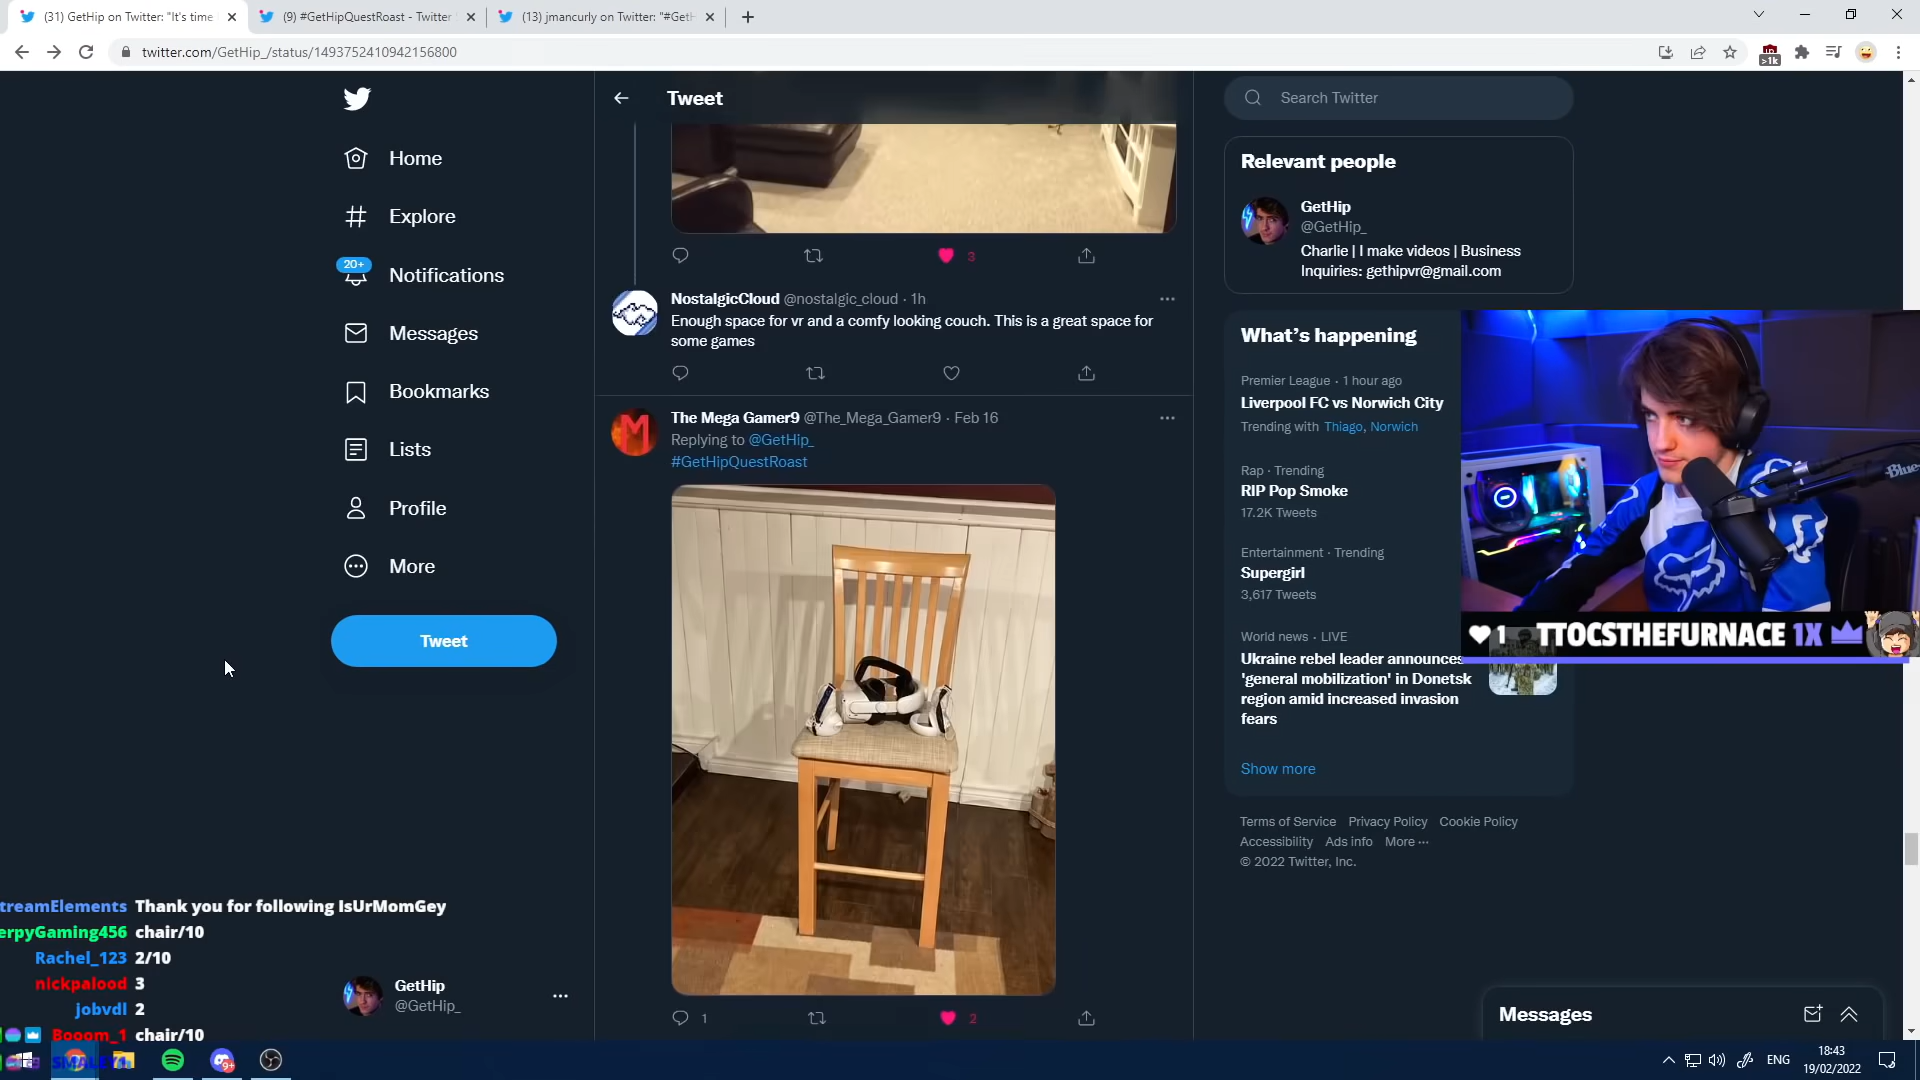 (31) GetHip on Twitter: "It's time
(9) #GetHipQuestRoast - Twitter
(13) jmancurly on Twitter: "#GetH
twitter.com/GetHip_/status/1493752410942156800
>1k
Home
Explore
20+
Notifications
Messages
Bookmarks
Lists
Profile
More
Tweet
GetHip
@GetHip_
Tweet
3
NostalgicCloud @nostalgic_cloud · 1h
Enough space for vr and a comfy looking couch. This is a great space for
some games
The Mega Gamer9 @The_Mega_Gamer9 · Feb 16
Replying to @GetHip_
#GetHipQuestRoast
1
2
Search Twitter
Relevant people
GetHip
@GetHip_
Charlie | I make videos | Business
Inquiries: gethipvr@gmail.com
What's happening
Premier League · 1 hour ago
Liverpool FC vs Norwich City
Trending with Thiago, Norwich
Rap · Trending
RIP Pop Smoke
17.2K Tweets
Entertainment · Trending
Supergirl
3,617 Tweets
World news · LIVE
Ukraine rebel leader announces
'general mobilization' in Donetsk
region amid increased invasion
fears
Show more
Terms of Service Privacy Policy Cookie Policy
Accessibility Ads info More ···
© 2022 Twitter, Inc.
Blue
1 TTOCSTHEFURNACE 1X
treamElements Thank you for following IsUrMomGey
erpyGaming456 chair/10
Rachel_123 2/10
nickpalood 3
jobvdl 2
Booom_1 chair/10
Messages
9+
ENG
18:43
19/02/2022